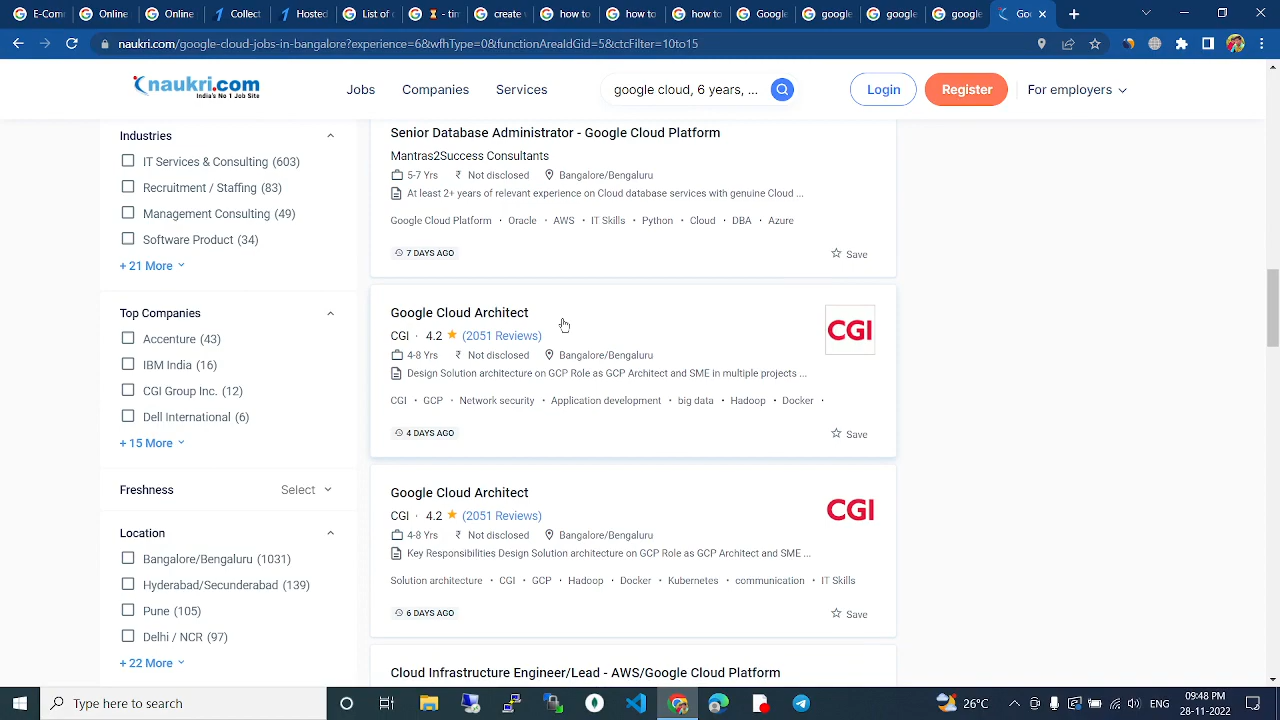 Collect
Hosted
List of c
- tim
create v
how to
how to
how to
Google
google
google
google
Goo
naukri.com/google-cloud-jobs-in-bangalore?experience=6&wfhType=0&functionAreaIdGid=5&ctcFilter=10to15
naukri.com
India's No 1 Job Site
Jobs
Companies
Services
google cloud, 6 years, ...
Login
Register
For employers
Industries
IT Services & Consulting (603)
Recruitment / Staffing (83)
Management Consulting (49)
Software Product (34)
+ 21 More
Top Companies
Accenture (43)
IBM India (16)
CGI Group Inc. (12)
Dell International (6)
+ 15 More
Freshness Select
Location
Bangalore/Bengaluru (1031)
Hyderabad/Secunderabad (139)
Pune (105)
Delhi / NCR (97)
+ 22 More
Senior Database Administrator - Google Cloud Platform
Mantras2Success Consultants
5-7 Yrs ₹ Not disclosed Bangalore/Bengaluru
At least 2+ years of relevant experience on Cloud database services with genuine Cloud ...
Google Cloud Platform · Oracle · AWS · IT Skills · Python · Cloud · DBA · Azure
7 DAYS AGO
Save
Google Cloud Architect
CGI · 4.2 ★ (2051 Reviews)
CGI
4-8 Yrs ₹ Not disclosed Bangalore/Bengaluru
Design Solution architecture on GCP Role as GCP Architect and SME in multiple projects ...
CGI · GCP · Network security · Application development · big data · Hadoop · Docker ·
4 DAYS AGO
Save
Google Cloud Architect
CGI · 4.2 ★ (2051 Reviews)
CGI
4-8 Yrs ₹ Not disclosed Bangalore/Bengaluru
Key Responsibilities Design Solution architecture on GCP Role as GCP Architect and SME ...
Solution architecture · CGI · GCP · Hadoop · Docker · Kubernetes · communication · IT Skills
6 DAYS AGO
Save
Cloud Infrastructure Engineer/Lead - AWS/Google Cloud Platform
Type here to search
26°C
ENG
09:48 PM
28-11-2022